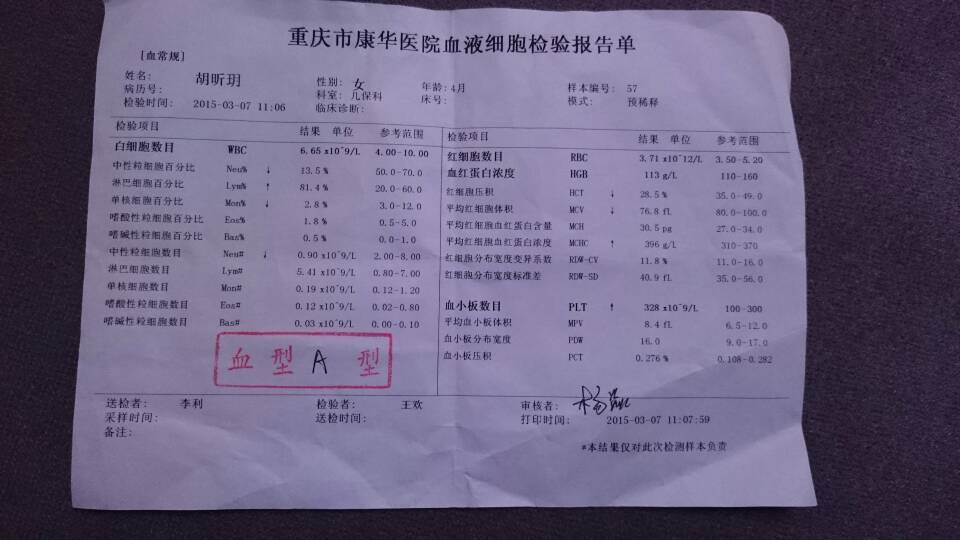 重庆市康华医院血液细胞检验报告单
[血常规]
姓名: 胡昕玥 性别: 女 年龄: 4月 样本编号: 57
病历号: 科室: 儿保科 床号: 模式: 预稀释
检验时间: 2015-03-07 11:06 临床诊断:
检验项目 结果 单位 参考范围
白细胞数目 WBC 6.65 x10^9/L 4.00-10.00
中性粒细胞百分比 Neu% ↓ 13.5 % 50.0-70.0
淋巴细胞百分比 Lym% ↑ 81.4 % 20.0-60.0
单核细胞百分比 Mon% ↓ 2.8 % 3.0-12.0
嗜酸性粒细胞百分比 Eos% 1.8 % 0.5-5.0
嗜碱性粒细胞百分比 Bas% 0.5 % 0.0-1.0
中性粒细胞数目 Neu# ↓ 0.90 x10^9/L 2.00-8.00
淋巴细胞数目 Lym# 5.41 x10^9/L 0.80-7.00
单核细胞数目 Mon# 0.19 x10^9/L 0.12-1.20
嗜酸性粒细胞数目 Eos# 0.12 x10^9/L 0.02-0.80
嗜碱性粒细胞数目 Bas# 0.03 x10^9/L 0.00-0.10
血型 A 型
检验项目 结果 单位 参考范围
红细胞数目 RBC 3.71 x10^12/L 3.50-5.20
血红蛋白浓度 HGB 113 g/L 110-160
红细胞压积 HCT ↓ 28.5 % 35.0-49.0
平均红细胞体积 MCV ↓ 76.8 fl 80.0-100.0
平均红细胞血红蛋白含量 MCH 30.5 pg 27.0-34.0
平均红细胞血红蛋白浓度 MCHC ↑ 396 g/L 310-370
红细胞分布宽度变异系数 RDW-CV 11.8 % 11.0-16.0
红细胞分布宽度标准差 RDW-SD 40.9 fl 35.0-56.0
血小板数目 PLT ↑ 328 x10^9/L 100-300
平均血小板体积 MPV 8.4 fl 6.5-12.0
血小板分布宽度 PDW 16.0 9.0-17.0
血小板压积 PCT 0.276 % 0.108-0.282
送检者: 李利 检验者: 王欢 审核者: 杨
采样时间: 送检时间: 打印时间: 2015-03-07 11:07:59
备注:
*本结果仅对此次检测样本负责